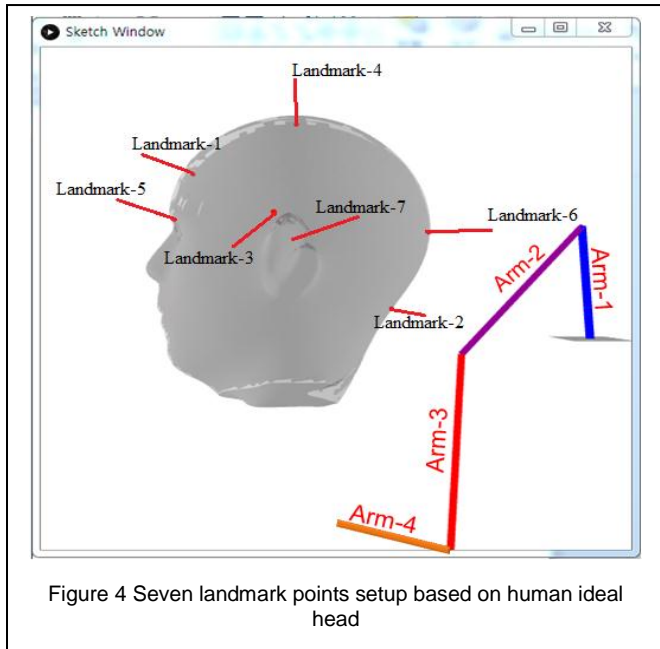 Sketch Window
Landmark-4
Landmark-1
Landmark-5
Landmark-7
Landmark-6
Landmark-3
Arm-2
Arm-1
Landmark-2
Arm-3
Arm-4
Figure 4 Seven landmark points setup based on human ideal
head